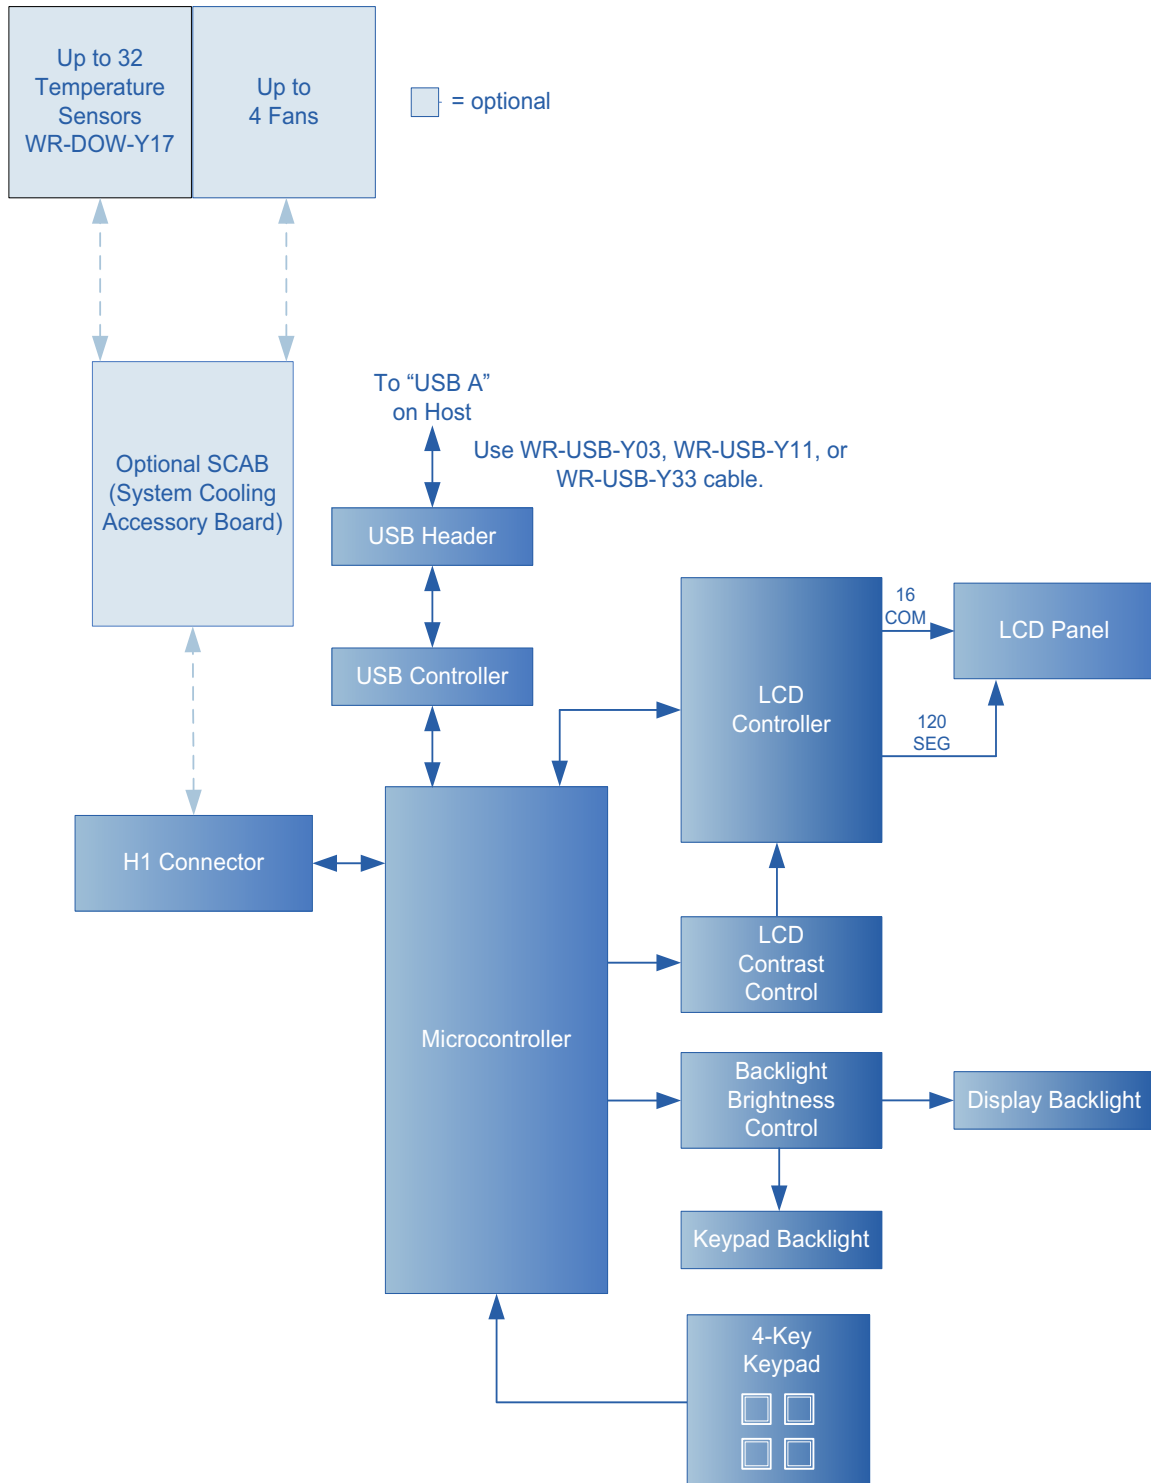 Up to 32
Temperature
Sensors
WR-DOW-Y17
Up to
4 Fans
= optional
Optional SCAB
(System Cooling
Accessory Board)
To “USB A”
on Host
Use WR-USB-Y03, WR-USB-Y11, or
WR-USB-Y33 cable.
USB Header
USB Controller
LCD
Controller
16
COM
LCD Panel
120
SEG
H1 Connector
Microcontroller
LCD
Contrast
Control
Backlight
Brightness
Control
Display Backlight
Keypad Backlight
4-Key
Keypad